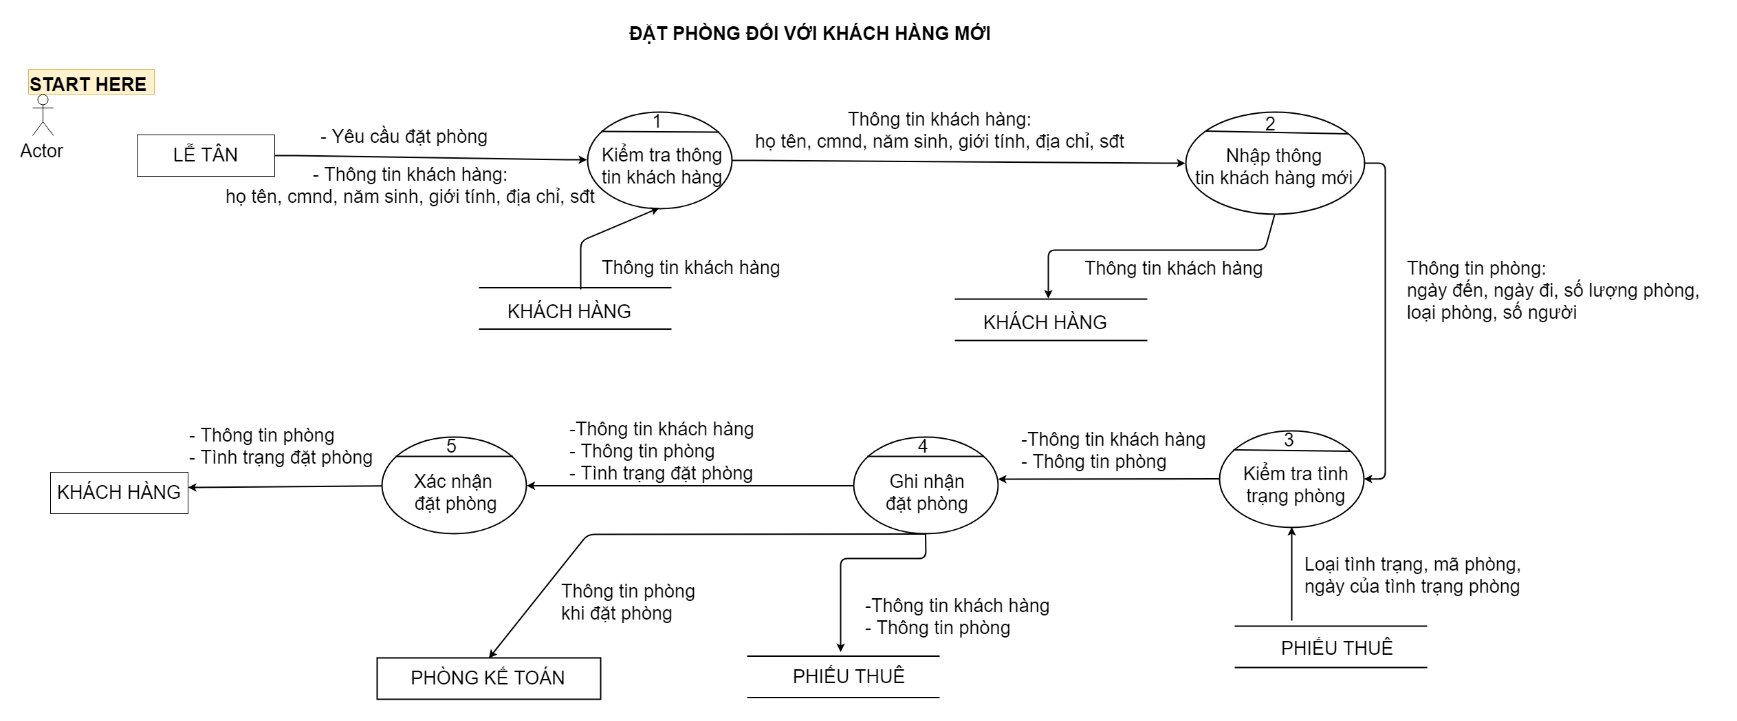 ĐẶT PHÒNG ĐỐI VỚI KHÁCH HÀNG MỚI
START HERE
Actor
LỄ TÂN
- Yêu cầu đặt phòng
- Thông tin khách hàng:
họ tên, cmnd, năm sinh, giới tính, địa chỉ, sđt
1
Kiểm tra thông
tin khách hàng
Thông tin khách hàng:
họ tên, cmnd, năm sinh, giới tính, địa chỉ, sđt
2
Nhập thông
tin khách hàng mới
Thông tin khách hàng
KHÁCH HÀNG
Thông tin khách hàng
KHÁCH HÀNG
Thông tin phòng:
ngày đến, ngày đi, số lượng phòng,
loại phòng, số người
3
Kiểm tra tình
trạng phòng
Loại tình trạng, mã phòng,
ngày của tình trạng phòng
PHIẾU THUÊ
-Thông tin khách hàng
- Thông tin phòng
4
Ghi nhận
đặt phòng
-Thông tin khách hàng
- Thông tin phòng
PHIẾU THUÊ
Thông tin phòng
khi đặt phòng
PHÒNG KẾ TOÁN
-Thông tin khách hàng
- Thông tin phòng
- Tình trạng đặt phòng
5
Xác nhận
đặt phòng
- Thông tin phòng
- Tình trạng đặt phòng
KHÁCH HÀNG